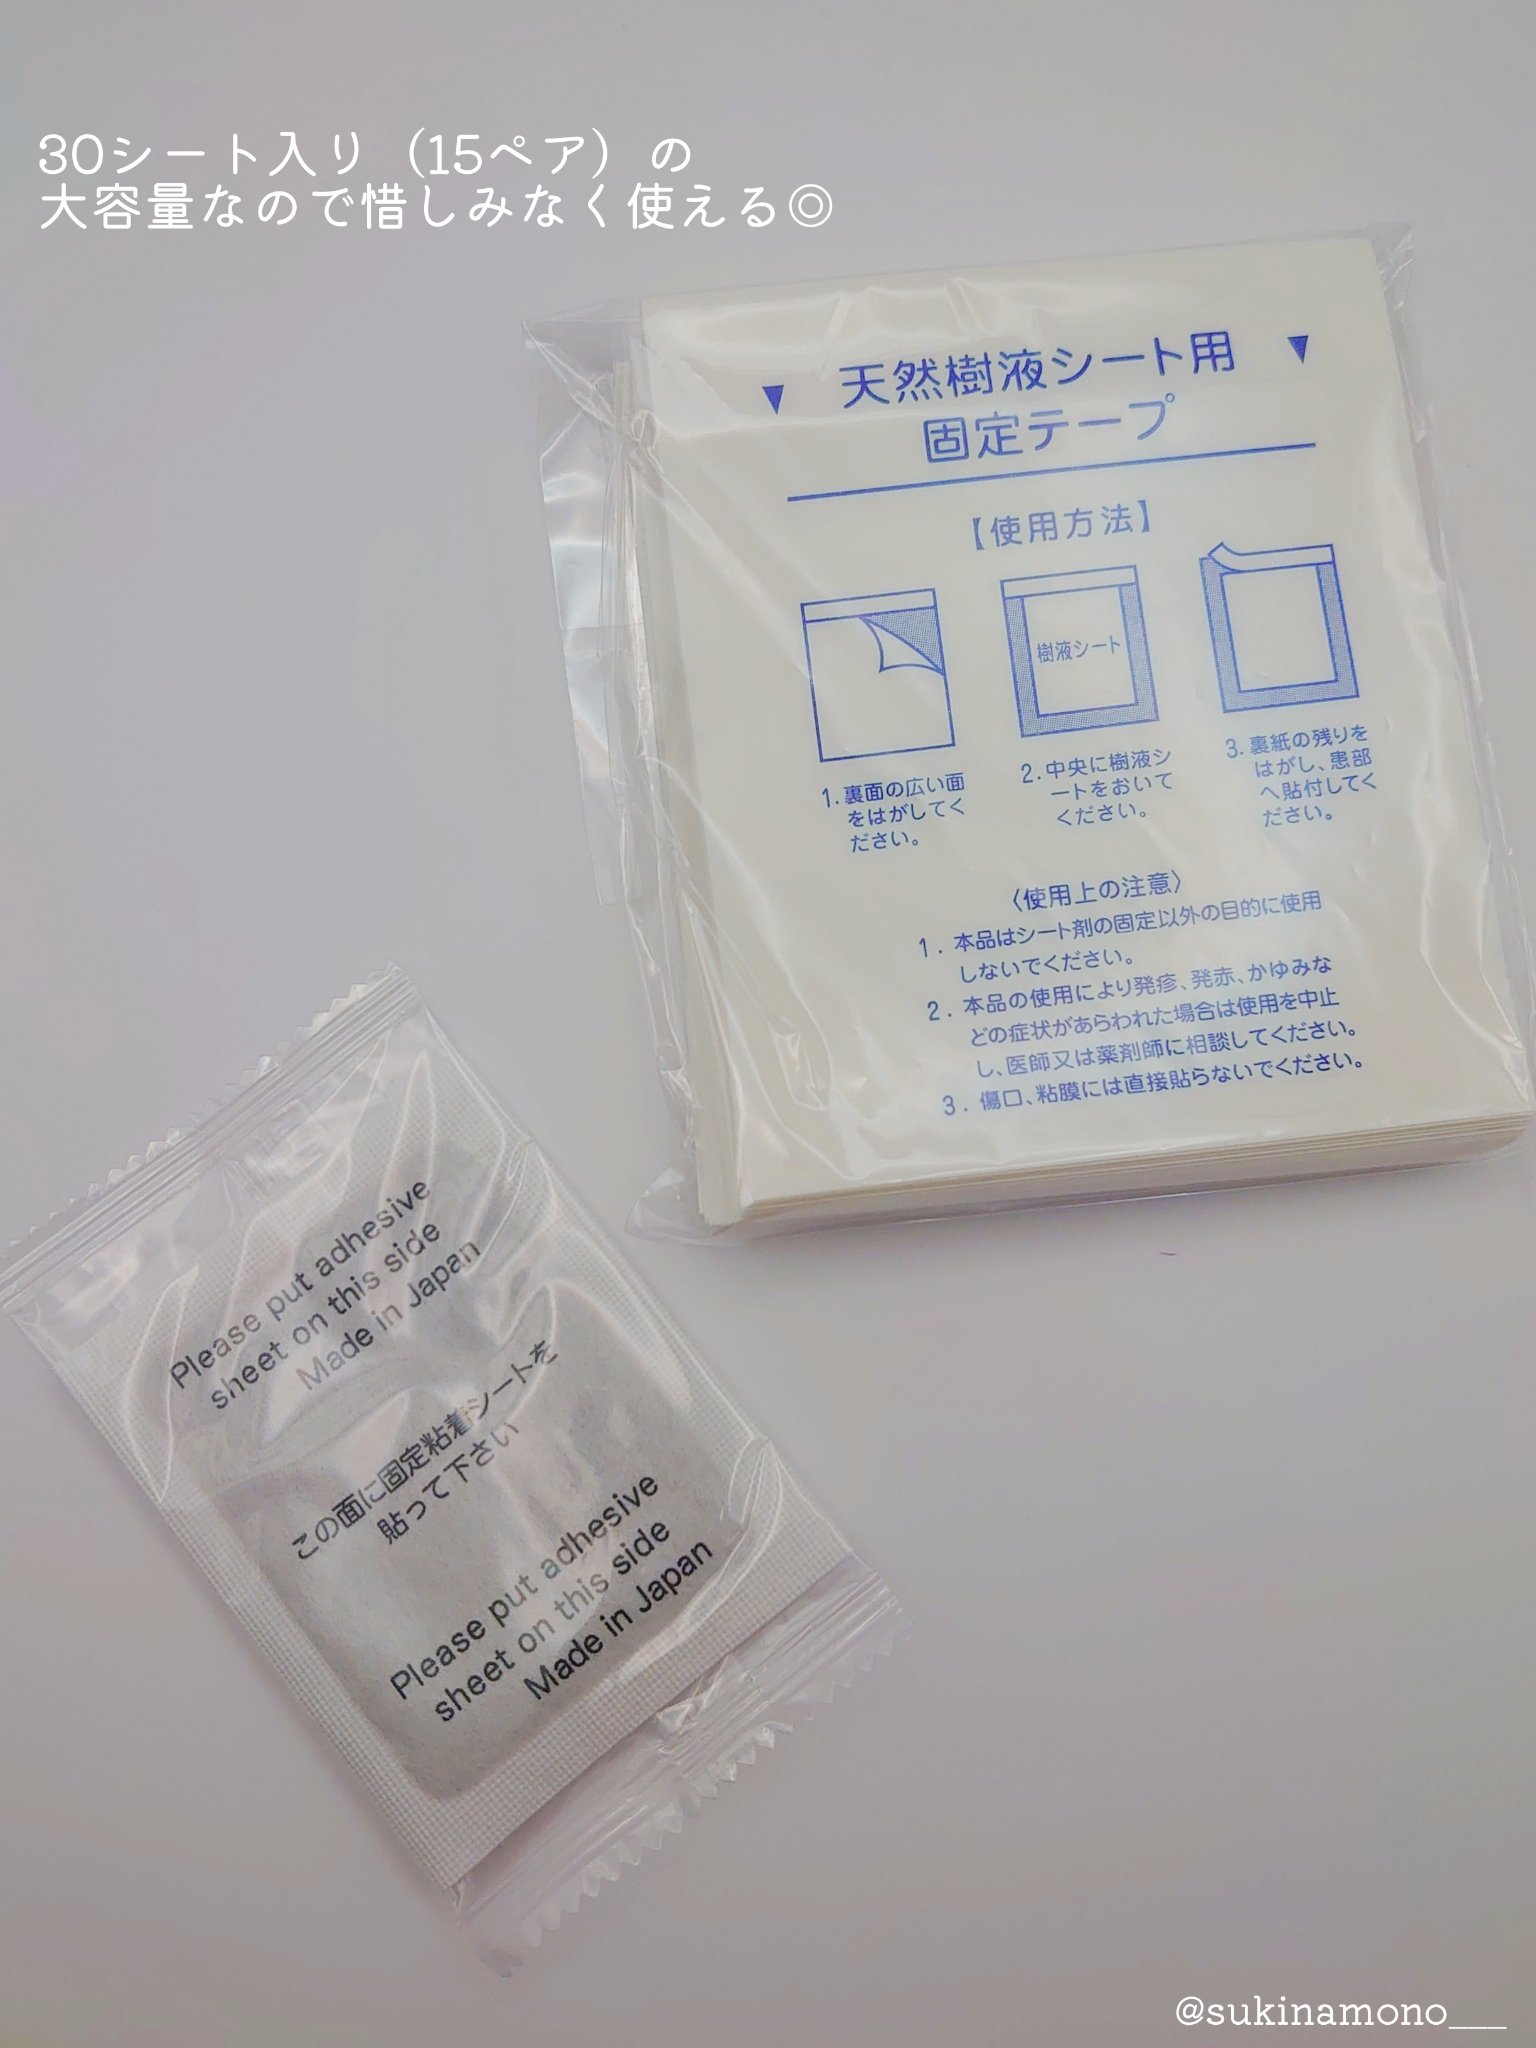 30シート入り（15ペア）の
大容量なので惜しみなく使える◎
▼ 天然樹液シート用 ▼
固定テープ
【使用方法】
樹液シート
1. 裏面の広い面
をはがしてく
ださい。
2. 中央に樹液シ
ートをおいて
ください。
3. 裏紙の残りを
はがし、患部
へ貼付してく
ださい。
〈使用上の注意〉
1. 本品はシート剤の固定以外の目的に使用
しないでください。
2. 本品の使用により発疹、発赤、かゆみな
どの症状があらわれた場合は使用を中止
し、医師又は薬剤師に相談してください。
3. 傷口、粘膜には直接貼らないでください。
Please put adhesive
sheet on this side
Made in Japan
この面に固定粘着シートを
貼って下さい
Please put adhesive
sheet on this side
Made in Japan
@sukinamono___